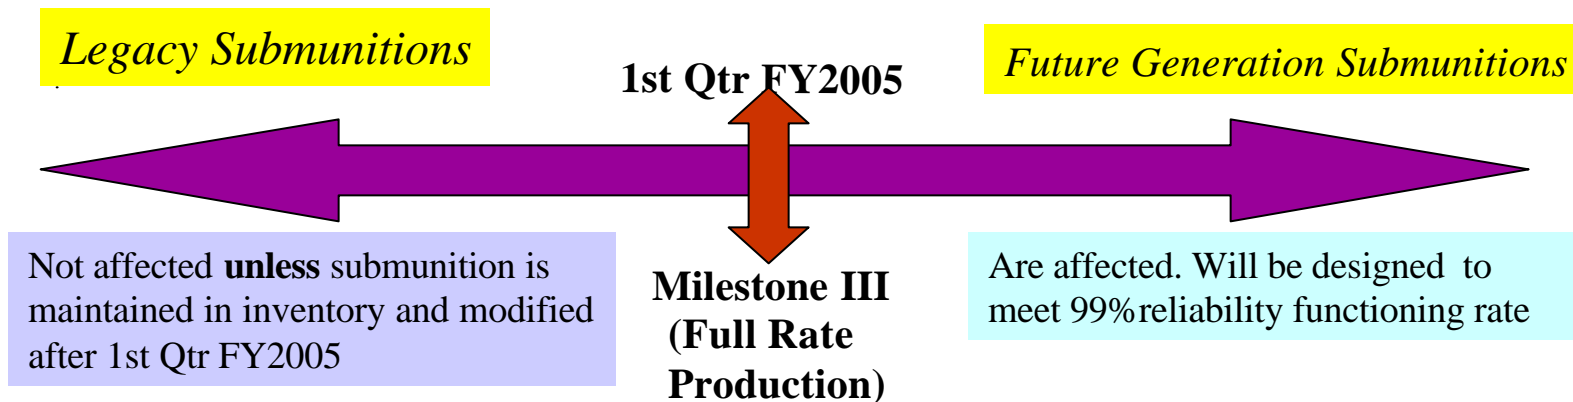 Legacy Submunitions
1st Qtr FY2005
Future Generation Submunitions
Not affected unless submunition is
maintained in inventory and modified
after 1st Qtr FY2005
Milestone III
(Full Rate
Production)
Are affected. Will be designed to
meet 99%reliability functioning rate